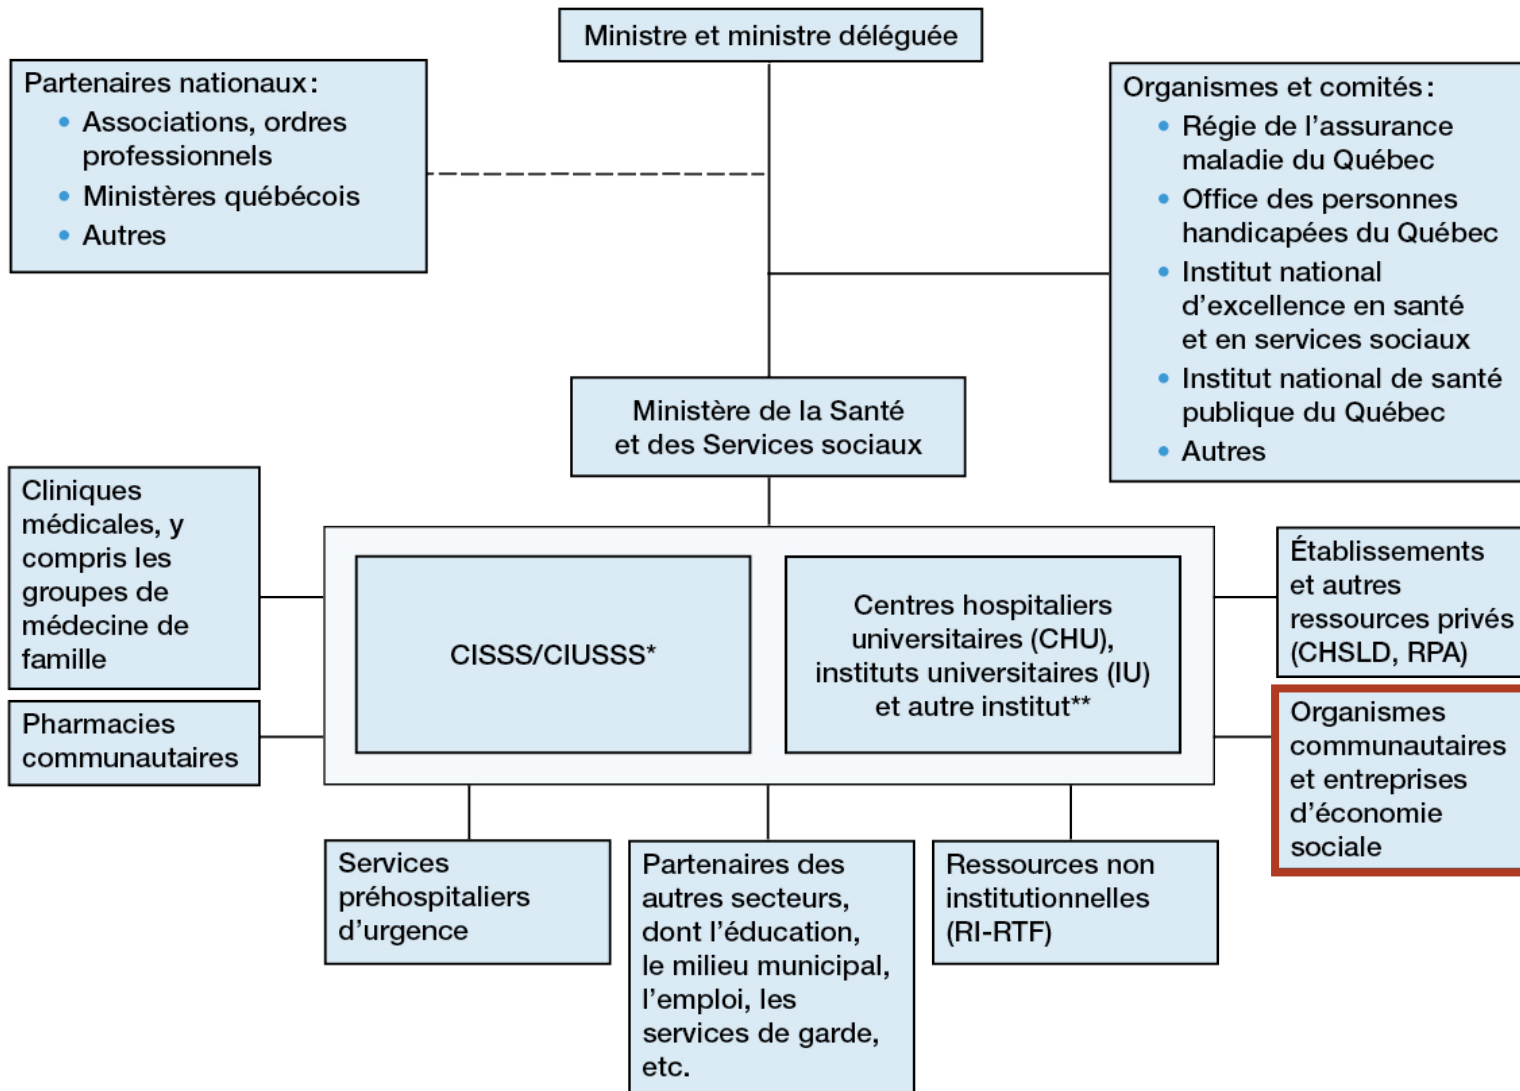 Ministre et ministre déléguée
Partenaires nationaux :
• Associations, ordres
professionnels
• Ministères québécois
• Autres
Organismes et comités :
• Régie de l'assurance
maladie du Québec
• Office des personnes
handicapées du Québec
• Institut national
d'excellence en santé
et en services sociaux
• Institut national de santé
publique du Québec
• Autres
Ministère de la Santé
et des Services sociaux
Cliniques
médicales, y
compris les
groupes de
médecine de
famille
Pharmacies
communautaires
CISSS/CIUSSS*
Centres hospitaliers
universitaires (CHU),
instituts universitaires (IU)
et autre institut**
Établissements
et autres
ressources privés
(CHSLD, RPA)
Organismes
communautaires
et entreprises
d’économie
sociale
Services
préhospitaliers
d’urgence
Partenaires des
autres secteurs,
dont l’éducation,
le milieu municipal,
l’emploi, les
services de garde,
etc.
Ressources non
institutionnelles
(RI-RTF)